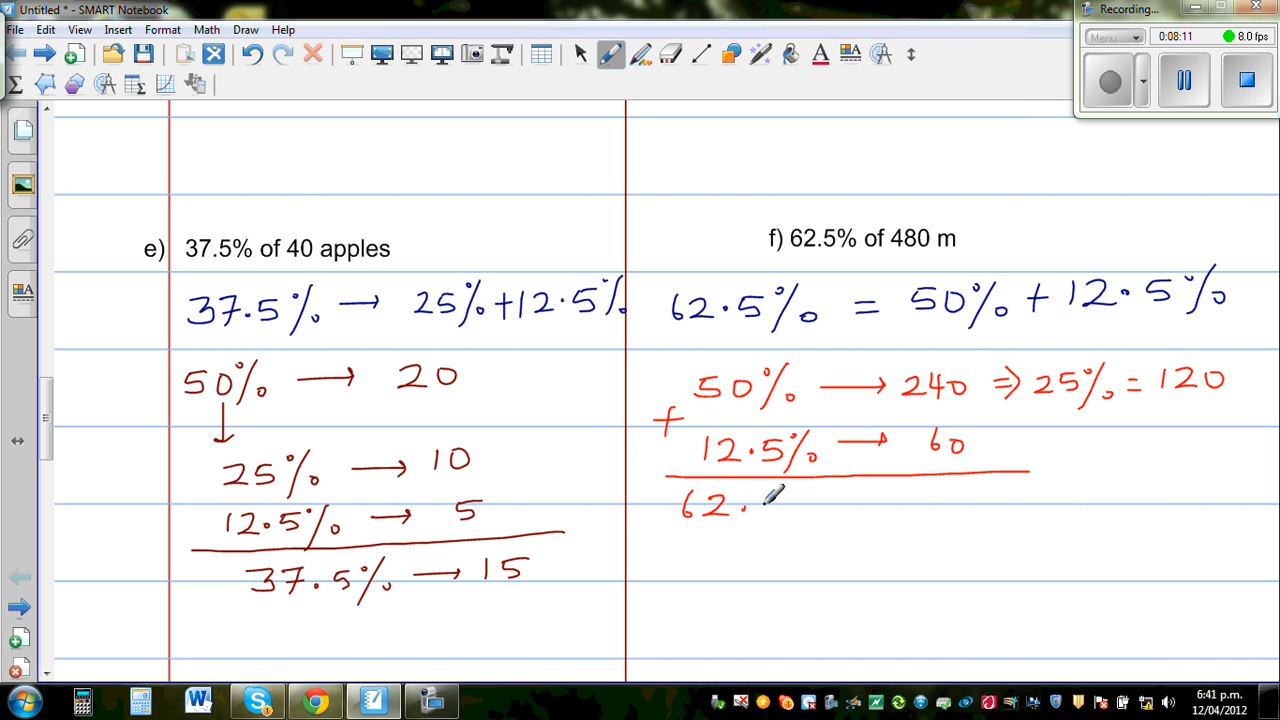 Untitled * - SMART Notebook
File Edit View Insert Format Math Draw Help
Recording...
Menu 0:08:11 8.0 fps
e) 37.5% of 40 apples
37.5% → 25%+12.5%
50% → 20
↓
25% → 10
12.5% → 5
37.5% → 15
f) 62.5% of 480 m
62.5% = 50% + 12.5%
50% → 240 ⇒ 25% = 120
+
12.5% → 60
62.
6:41 p.m.
12/04/2012